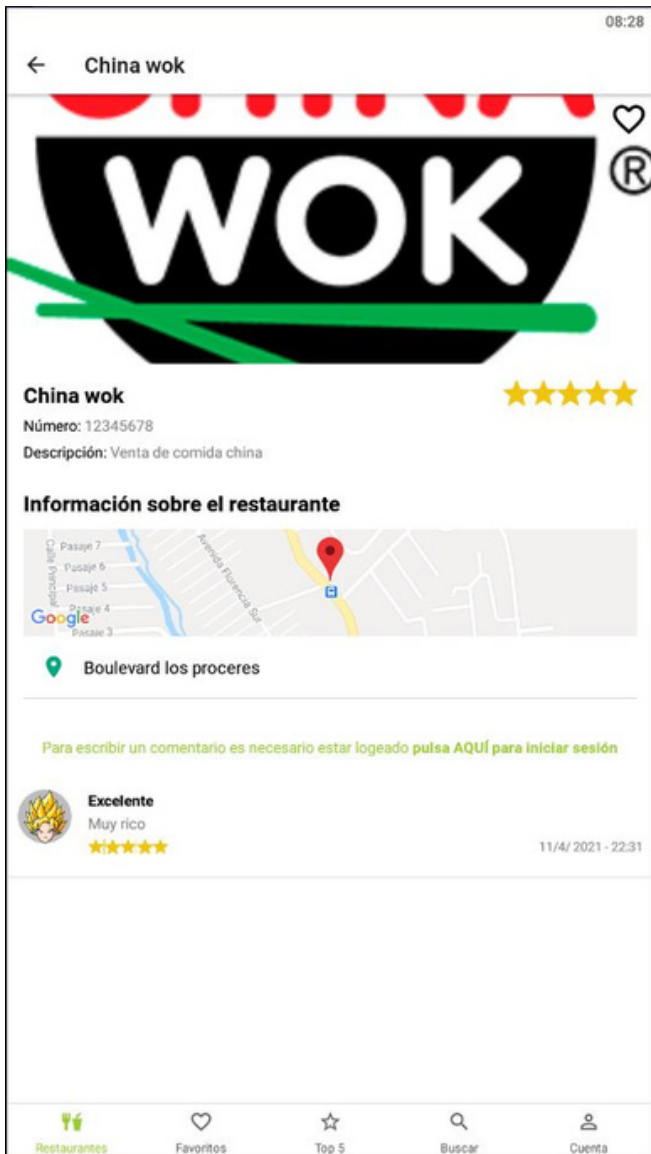 08:28
China wok
CHINA
WOK
®
China wok
Número: 12345678
Descripción: Venta de comida china
Información sobre el restaurante
Pasaje 7
Pasaje 6
Pasaje 5
Pasaje 4
Pasaje 3
Calle Principal
Avenida Florencia Sur
Google
Boulevard los proceres
Para escribir un comentario es necesario estar logeado pulsa AQUÍ para iniciar sesión
Excelente
Muy rico
11/4/ 2021 - 22:31
Restaurantes
Favoritos
Top 5
Buscar
Cuenta